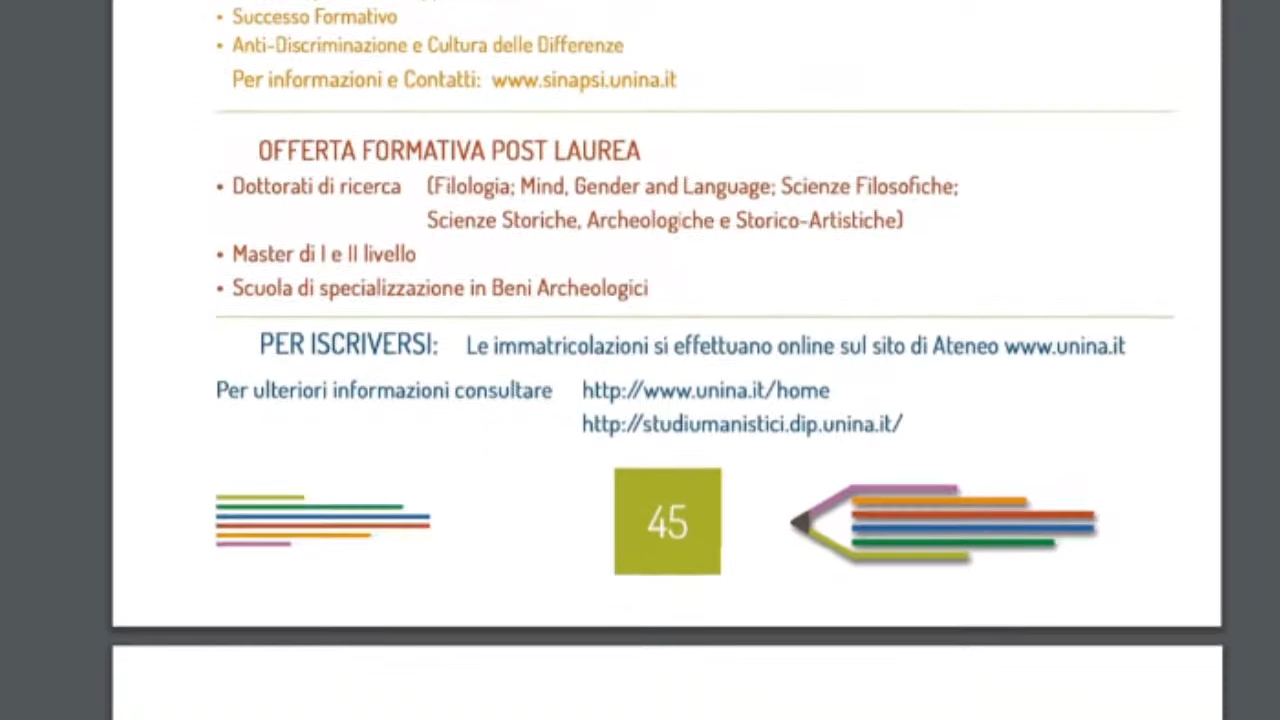 • Successo Formativo
• Anti-Discriminazione e Cultura delle Differenze
Per informazioni e Contatti: www.sinapsi.unina.it
OFFERTA FORMATIVA POST LAUREA
• Dottorati di ricerca (Filologia; Mind, Gender and Language; Scienze Filosofiche;
Scienze Storiche, Archeologiche e Storico-Artistiche)
• Master di I e II livello
• Scuola di specializzazione in Beni Archeologici
PER ISCRIVERSI: Le immatricolazioni si effettuano online sul sito di Ateneo www.unina.it
Per ulteriori informazioni consultare http://www.unina.it/home
http://studiumanistici.dip.unina.it/
45